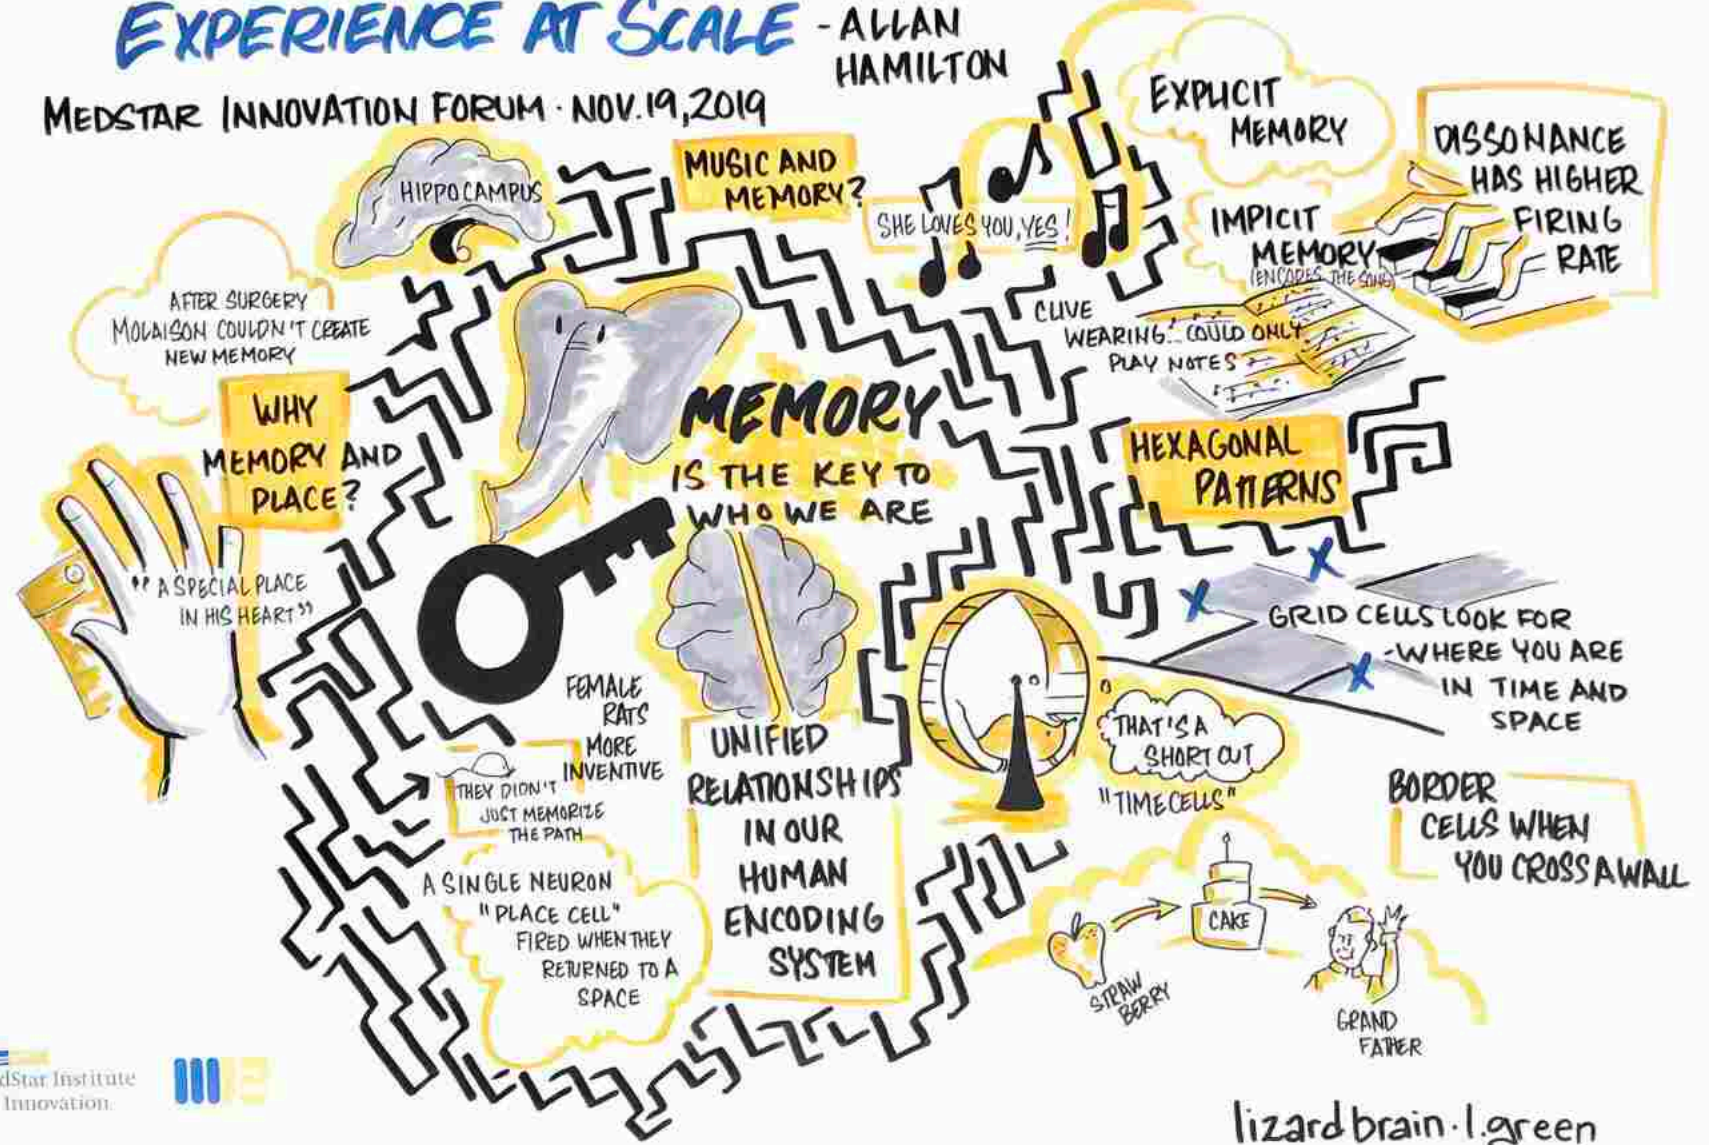 EXPERIENCE AT SCALE
- ALLAN
HAMILTON
MEDSTAR INNOVATION FORUM · NOV. 19, 2019
HIPPOCAMPUS
MUSIC AND
MEMORY?
SHE LOVES YOU, YES!
EXPLICIT
MEMORY
IMPICIT
MEMORY
(ENCODES THE SONG)
DISSONANCE
HAS HIGHER
FIRING
RATE
CLIVE
WEARING... COULD ONLY
PLAY NOTES
AFTER SURGERY
MOLAISON COULDN'T CREATE
NEW MEMORY
WHY
MEMORY AND
PLACE?
"A SPECIAL PLACE
IN HIS HEART"
MEMORY
IS THE KEY TO
WHO WE ARE
HEXAGONAL
PATTERNS
GRID CELLS LOOK FOR
-WHERE YOU ARE
IN TIME AND
SPACE
FEMALE
RATS
MORE
INVENTIVE
THEY DIDN'T
JUST MEMORIZE
THE PATH
A SINGLE NEURON
"PLACE CELL"
FIRED WHEN THEY
RETURNED TO A
SPACE
UNIFIED
RELATIONSHIPS
IN OUR
HUMAN
ENCODING
SYSTEM
THAT'S A
SHORT CUT
"TIME CELLS"
BORDER
CELLS WHEN
YOU CROSS A WALL
STRAW
BERRY
CAKE
GRAND
FATHER
dStar Institute
Innovation
lizardbrain·l.green